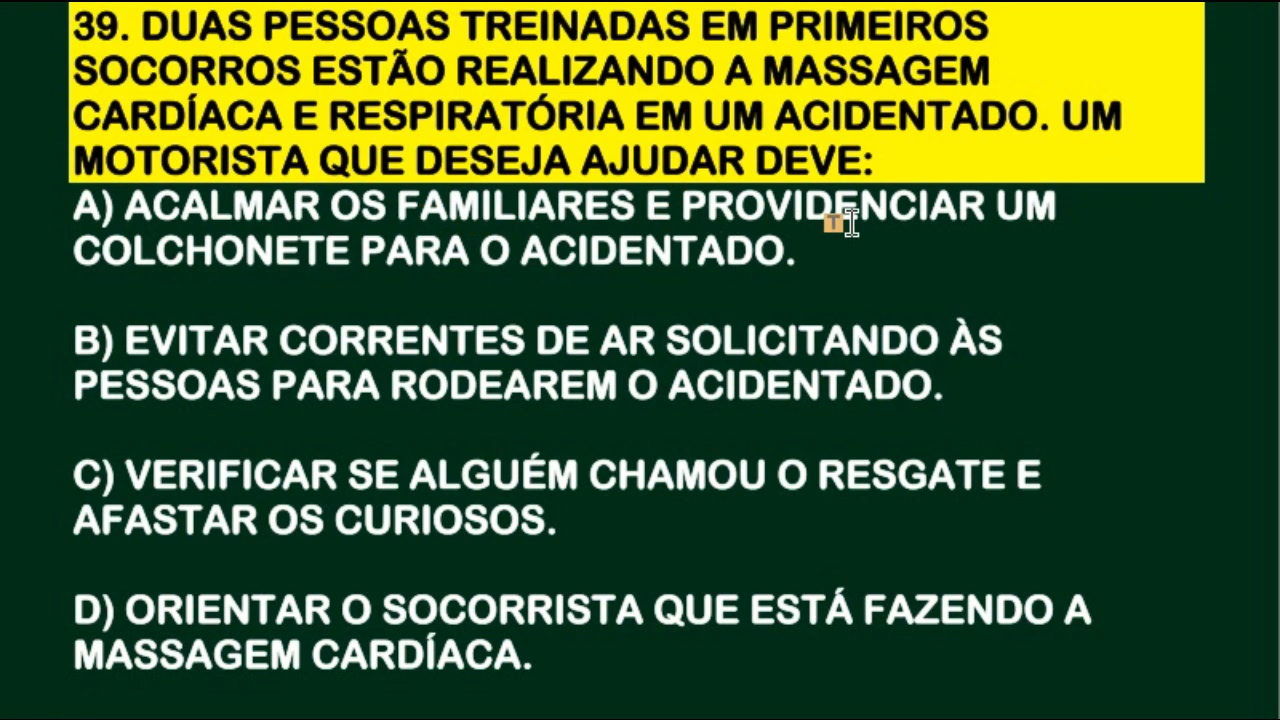 39. DUAS PESSOAS TREINADAS EM PRIMEIROS
SOCORROS ESTÃO REALIZANDO A MASSAGEM
CARDÍACA E RESPIRATÓRIA EM UM ACIDENTADO. UM
MOTORISTA QUE DESEJA AJUDAR DEVE:
A) ACALMAR OS FAMILIARES E PROVIDENCIAR UM
COLCHONETE PARA O ACIDENTADO.
B) EVITAR CORRENTES DE AR SOLICITANDO ÀS
PESSOAS PARA RODEAREM O ACIDENTADO.
C) VERIFICAR SE ALGUÉM CHAMOU O RESGATE E
AFASTAR OS CURIOSOS.
D) ORIENTAR O SOCORRISTA QUE ESTÁ FAZENDO A
MASSAGEM CARDÍACA.